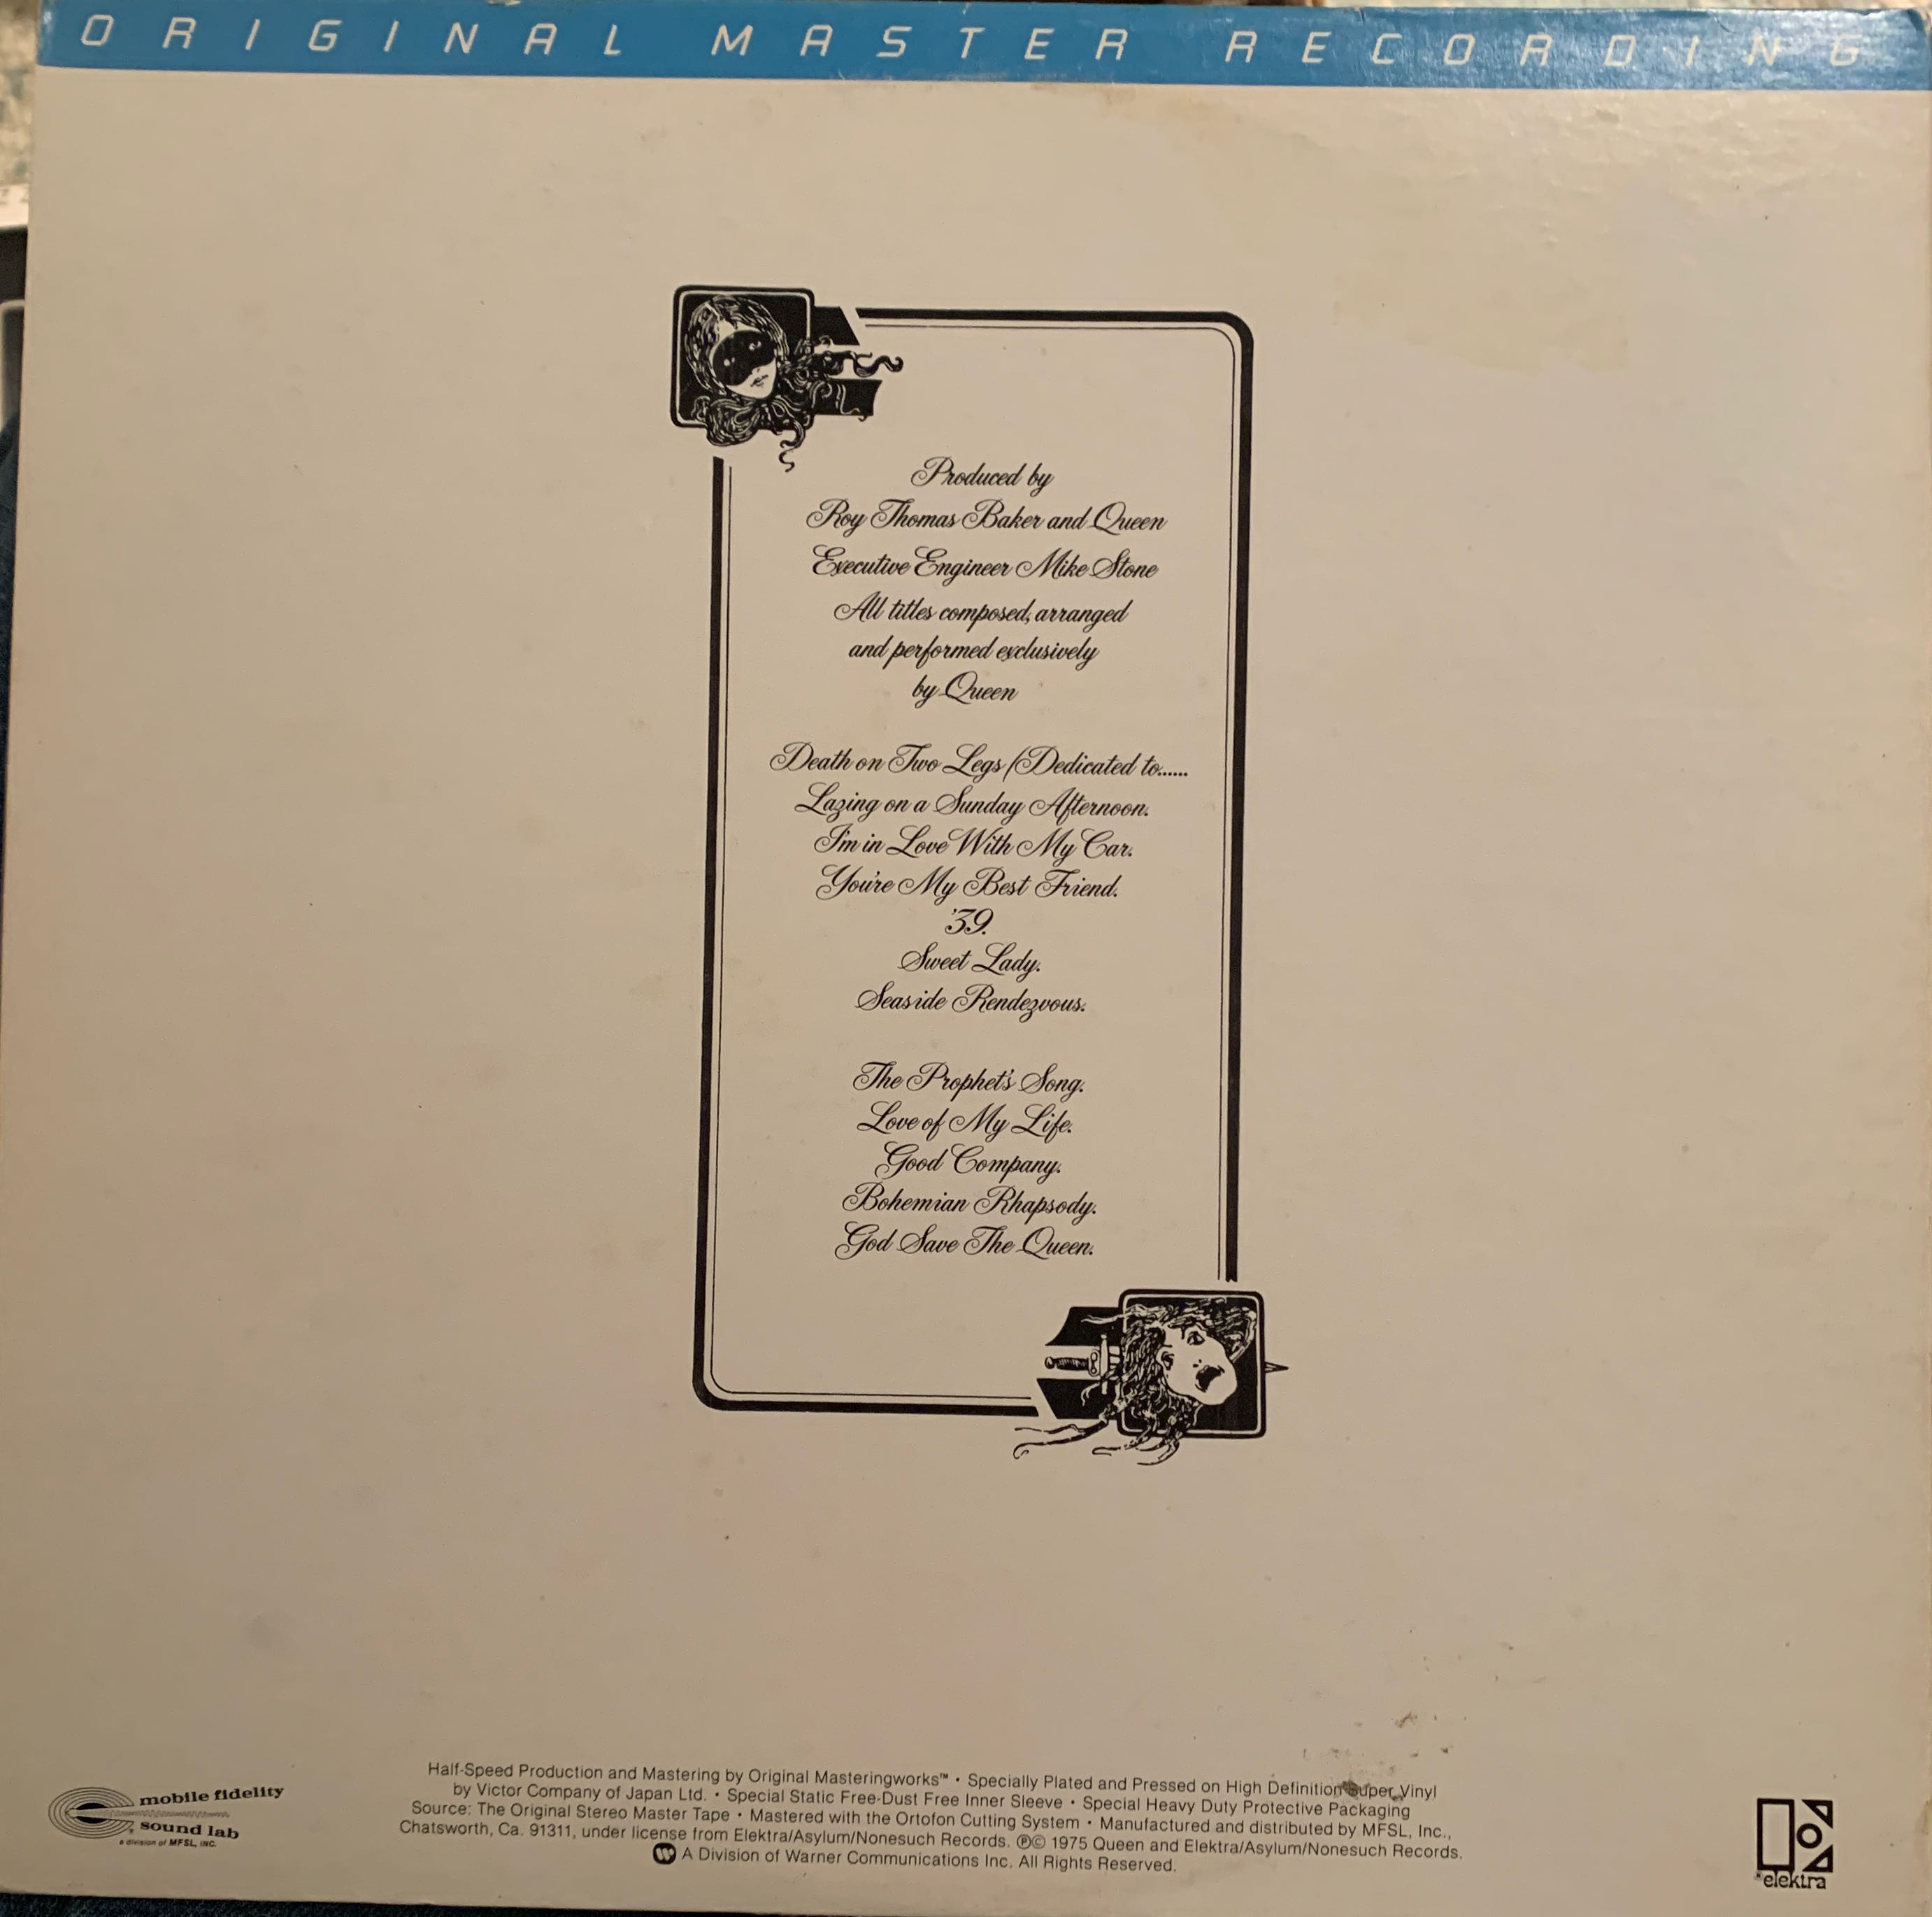 ORIGINAL MASTER RECORDING
Produced by
Roy Thomas Baker and Queen
Executive Engineer Mike Stone
All titles composed, arranged
and performed exclusively
by Queen
Death on Two Legs (Dedicated to......
Lazing on a Sunday Afternoon.
I'm in Love With My Car.
You're My Best Friend.
'39.
Sweet Lady.
Seaside Rendezvous.
The Prophet's Song.
Love of My Life.
Good Company.
Bohemian Rhapsody.
God Save The Queen.
mobile fidelity
sound lab
a division of MFSL, INC.
Half-Speed Production and Mastering by Original Masteringworks™ • Specially Plated and Pressed on High Definition Super Vinyl
by Victor Company of Japan Ltd. • Special Static Free-Dust Free Inner Sleeve • Special Heavy Duty Protective Packaging
Source: The Original Stereo Master Tape • Mastered with the Ortofon Cutting System • Manufactured and distributed by MFSL, Inc.,
Chatsworth, Ca. 91311, under license from Elektra/Asylum/Nonesuch Records. ℗© 1975 Queen and Elektra/Asylum/Nonesuch Records.
A Division of Warner Communications Inc. All Rights Reserved.
elektra